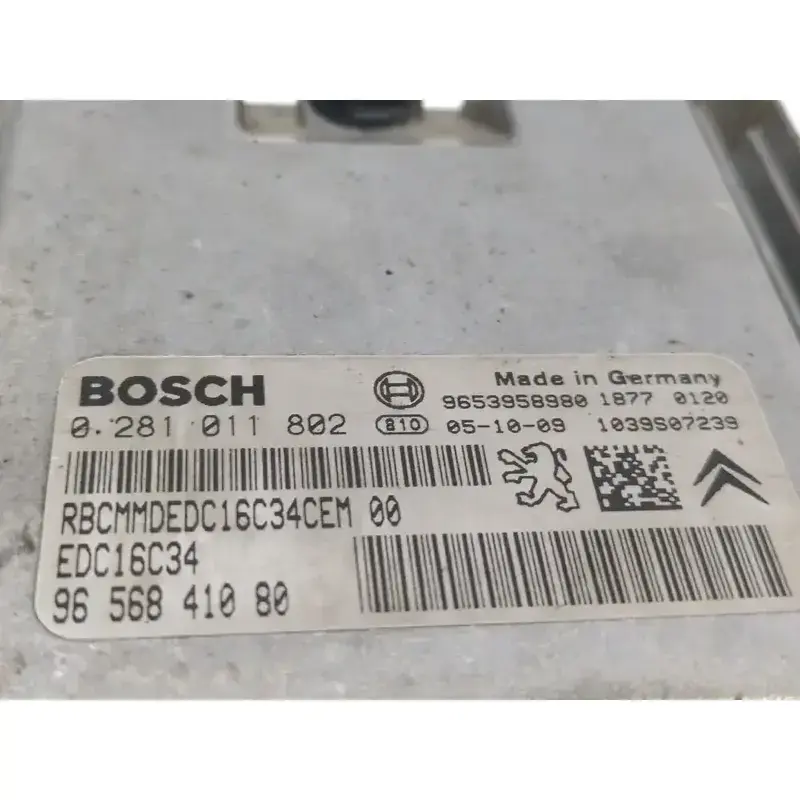 BOSCH
Made in Germany
9653958980 1877 0120
0 281 011 802 810 05-10-09 1039S07239
RBCMMDEDC16C34CEM 00
EDC16C34
96 568 410 80